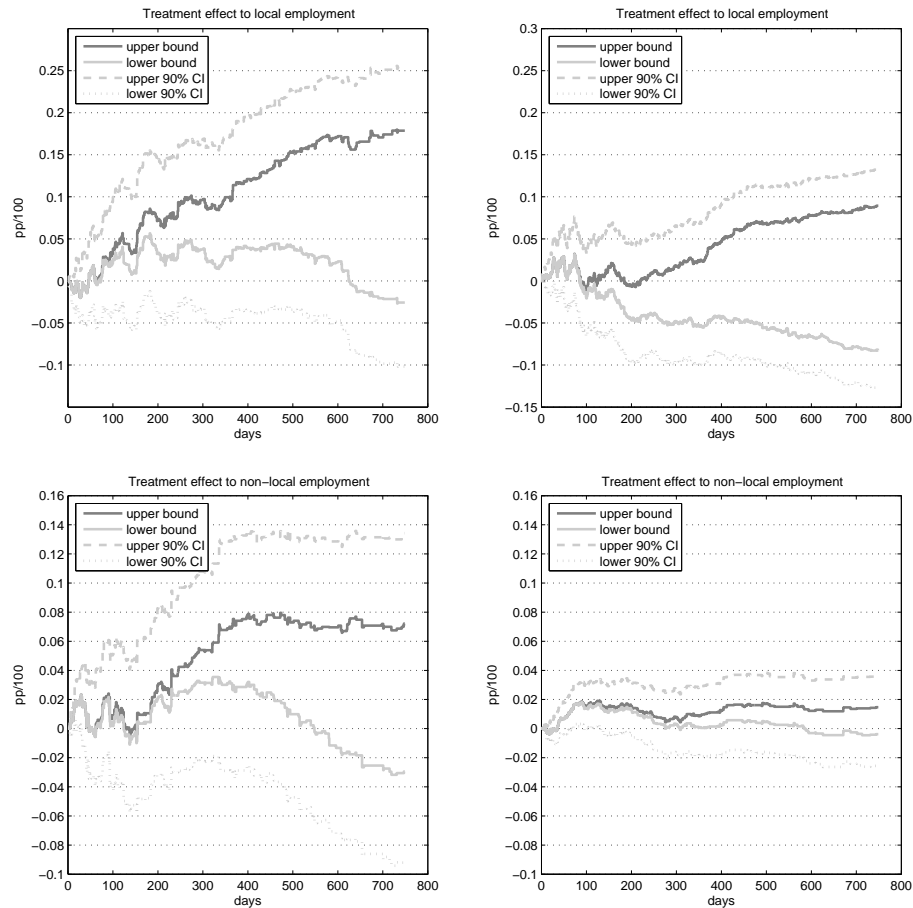 Treatment effect to local employment
upper bound
lower bound
upper 90% CI
lower 90% CI
0.25
0.2
0.15
0.1
0.05
0
−0.05
−0.1
pp/100
0 100 200 300 400 500 600 700 800
days
Treatment effect to local employment
upper bound
lower bound
upper 90% CI
lower 90% CI
0.3
0.25
0.2
0.15
0.1
0.05
0
−0.05
−0.1
−0.15
pp/100
0 100 200 300 400 500 600 700 800
days
Treatment effect to non−local employment
upper bound
lower bound
upper 90% CI
lower 90% CI
0.16
0.14
0.12
0.1
0.08
0.06
0.04
0.02
0
−0.02
−0.04
−0.06
−0.08
−0.1
pp/100
0 100 200 300 400 500 600 700 800
days
Treatment effect to non−local employment
upper bound
lower bound
upper 90% CI
lower 90% CI
0.16
0.14
0.12
0.1
0.08
0.06
0.04
0.02
0
−0.02
−0.04
−0.06
−0.08
−0.1
pp/100
0 100 200 300 400 500 600 700 800
days